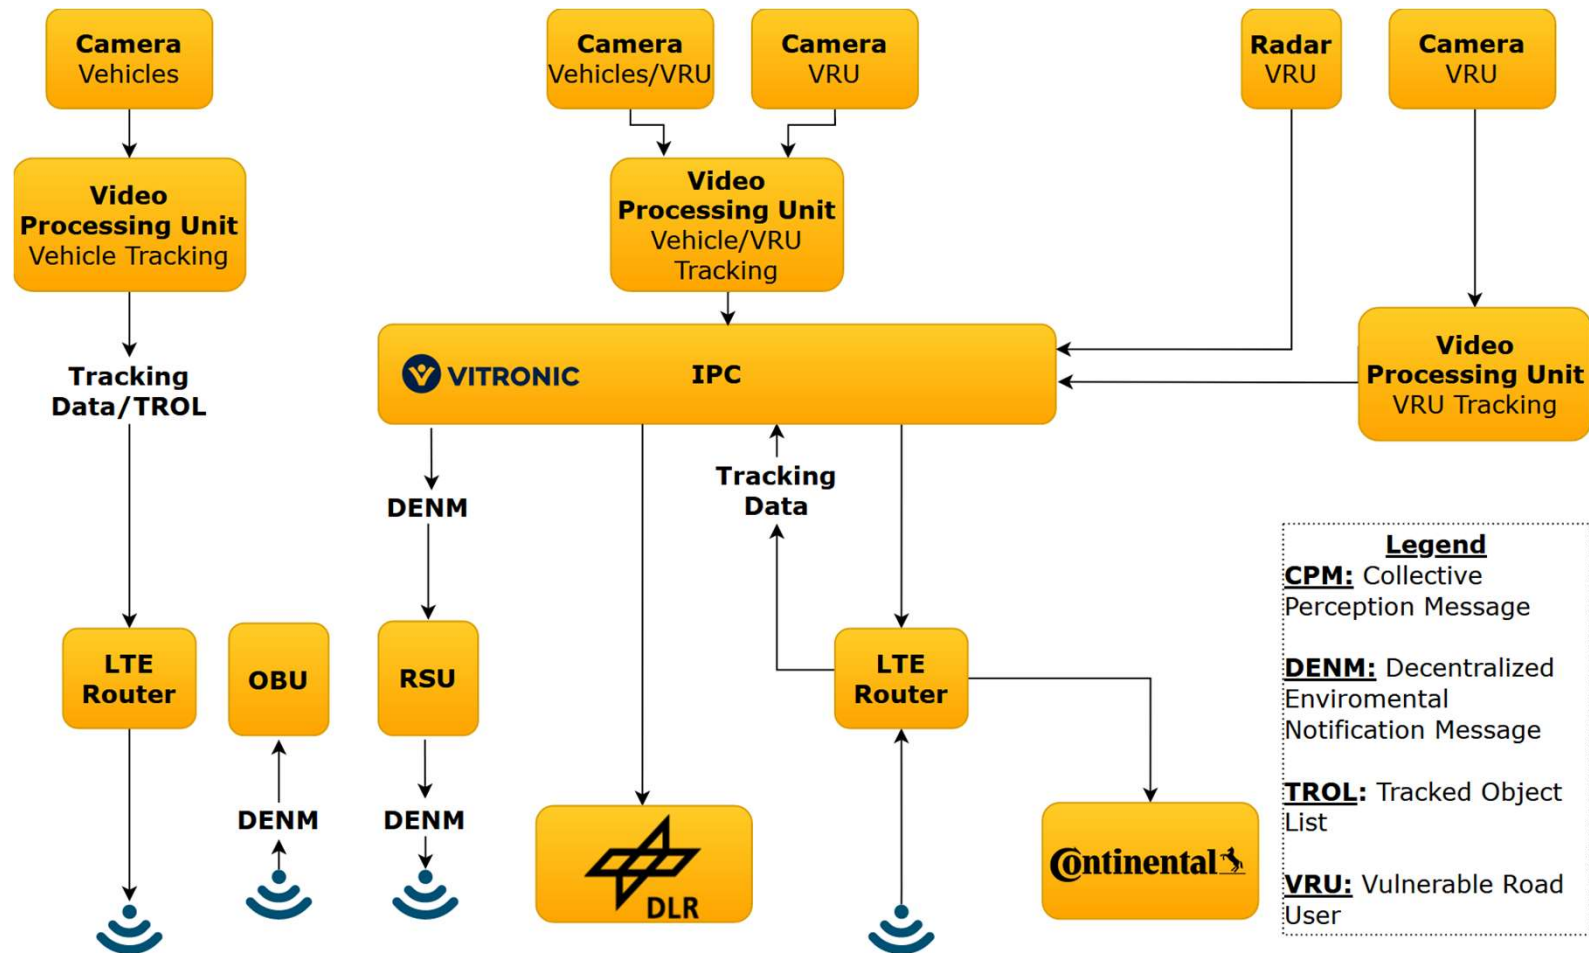 Camera
Vehicles
Camera
Vehicles/VRU
Camera
VRU
Radar
VRU
Camera
VRU
Video
Processing Unit
Vehicle Tracking
Video
Processing Unit
Vehicle/VRU
Tracking
VITRONIC
IPC
Video
Processing Unit
VRU Tracking
Tracking
Data/TROL
DENM
Tracking
Data
LTE
Router
OBU
RSU
LTE
Router
DENM
DENM
DLR
Continental
Legend
CPM: Collective
Perception Message
DENM: Decentralized
Enviromental
Notification Message
TROL: Tracked Object
List
VRU: Vulnerable Road
User